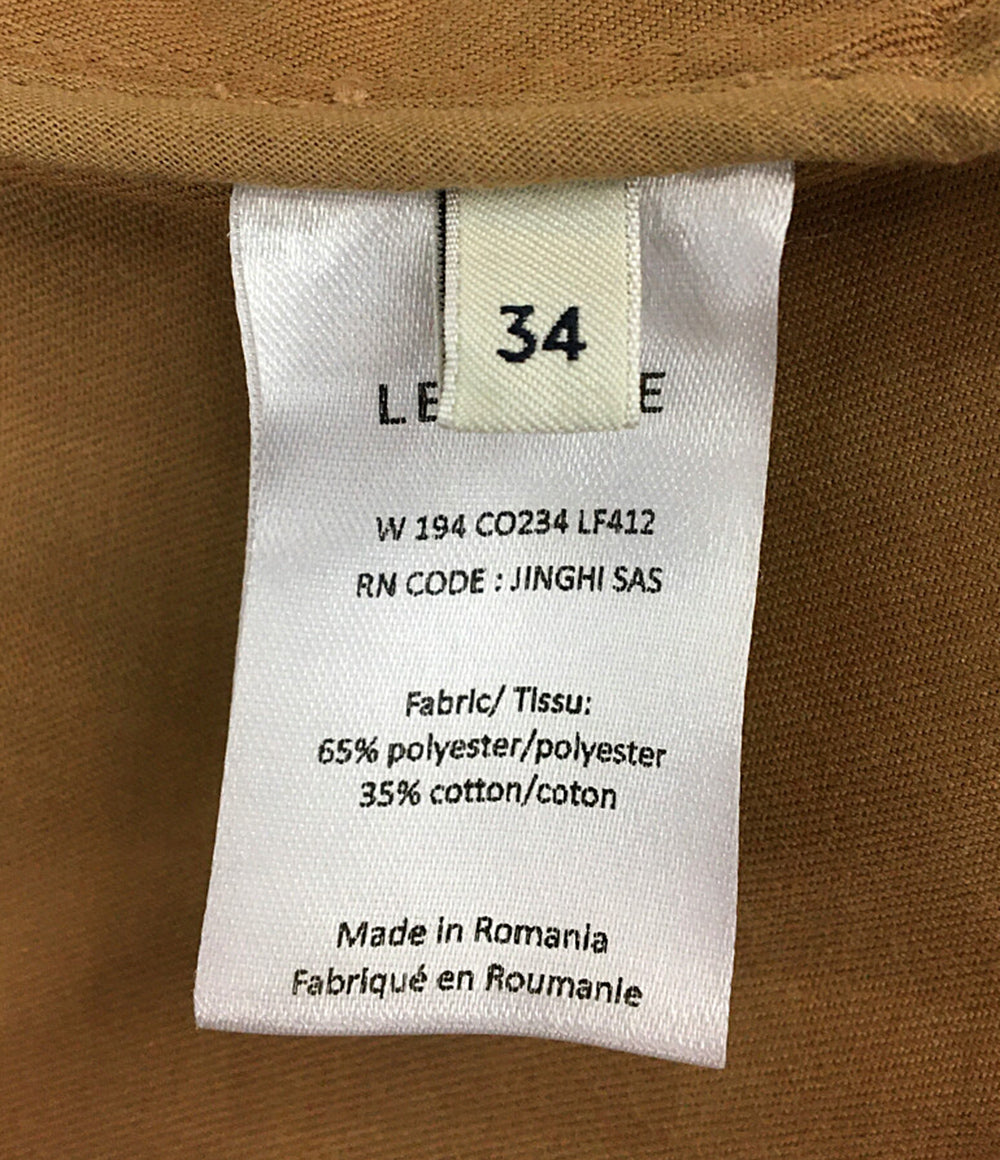 34
LE E
W 194 CO234 LF412
RN CODE : JINGHI SAS
Fabric/ Tissu:
65% polyester/polyester
35% cotton/coton
Made in Romania
Fabriqué en Roumanie